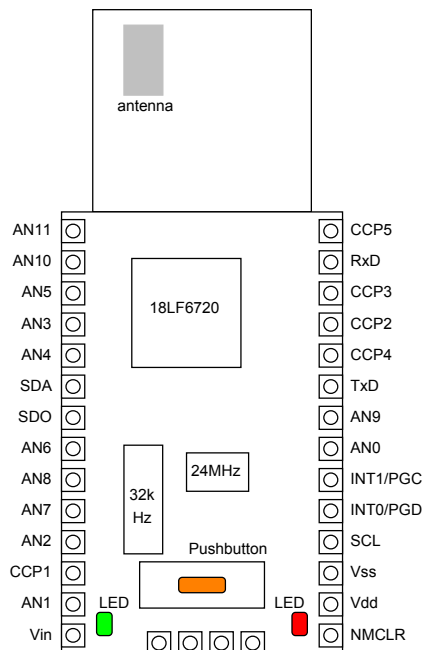 antenna
AN11 CCP5
AN10 RxD
AN5 CCP3
18LF6720
AN3 CCP2
AN4 CCP4
SDA TxD
SDO AN9
AN6 AN0
24MHz
AN8 INT1/PGC
32k
Hz
AN7 INT0/PGD
AN2 SCL
Pushbutton
CCP1 Vss
AN1 LED LED Vdd
Vin NMCLR